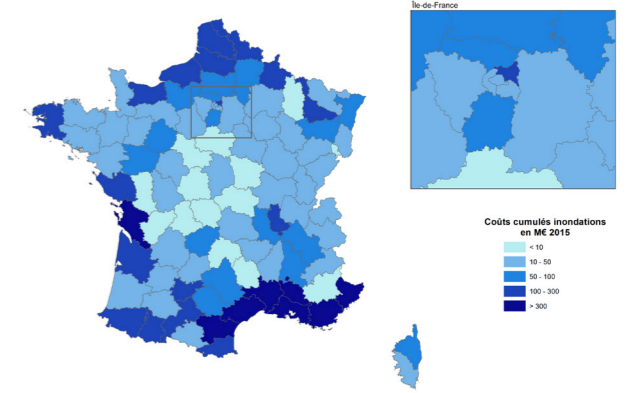 Île-de-France
Coûts cumulés inondations
en M€ 2015
< 10
10 - 50
50 - 100
100 - 300
> 300